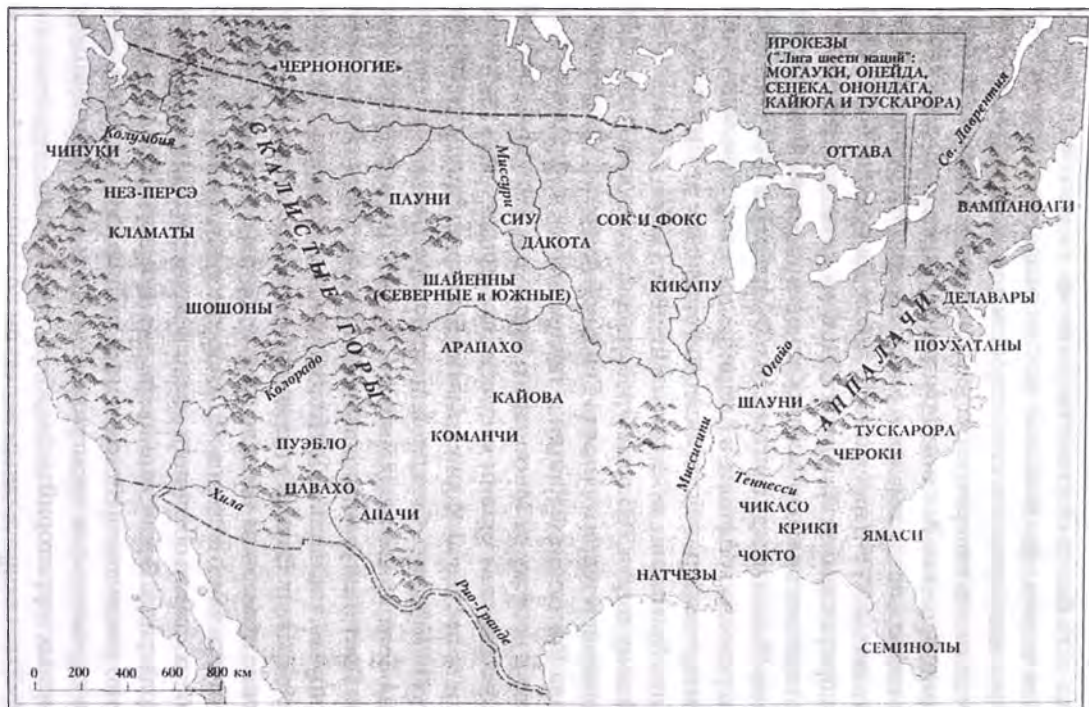 ИРОКЕЗЫ
("Лига шести наций":
МОГАУКИ, ОНЕЙДА,
СЕНЕКА, ОНОНДАГА,
КАЙЮГА И ТУСКАРОРА)
«ЧЕРНОНОГИЕ»
Св. Лаврентия
Колумбия
ЧИНУКИ
ОТТАВА
СКАЛИСТЫЕ ГОРЫ
НЕЗ-ПЕРСЭ
ПАУНИ
Миссури
СИУ
СОК И ФОКС
ВАМПАНОАГИ
КЛАМАТЫ
ДАКОТА
ШАЙЕННЫ
(СЕВЕРНЫЕ и ЮЖНЫЕ)
КИКАПУ
ДЕЛАВАРЫ
ШОШОНЫ
АППАЛАЧИ
АРАПАХО
ПОУХАТАНЫ
Колорадо
Огайо
КАЙОВА
ШАУНИ
ПУЭБЛО
КОМАНЧИ
Миссисипи
ТУСКАРОРА
ЧЕРОКИ
Теннесси
НАВАХО
Хила
АПАЧИ
ЧИКАСО
КРИКИ
ЯМАСИ
ЧОКТО
НАТЧЕЗЫ
Рио-Гранде
СЕМИНОЛЫ
0 200 400 600 800 км